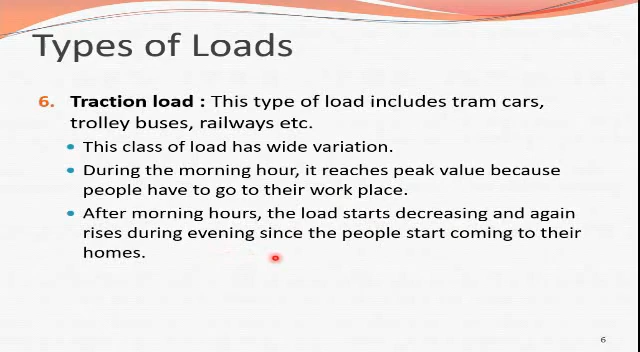 Types of Loads
6. Traction load : This type of load includes tram cars,
trolley buses, railways etc.
• This class of load has wide variation.
• During the morning hour, it reaches peak value because
people have to go to their work place.
• After morning hours, the load starts decreasing and again
rises during evening since the people start coming to their
homes.
6